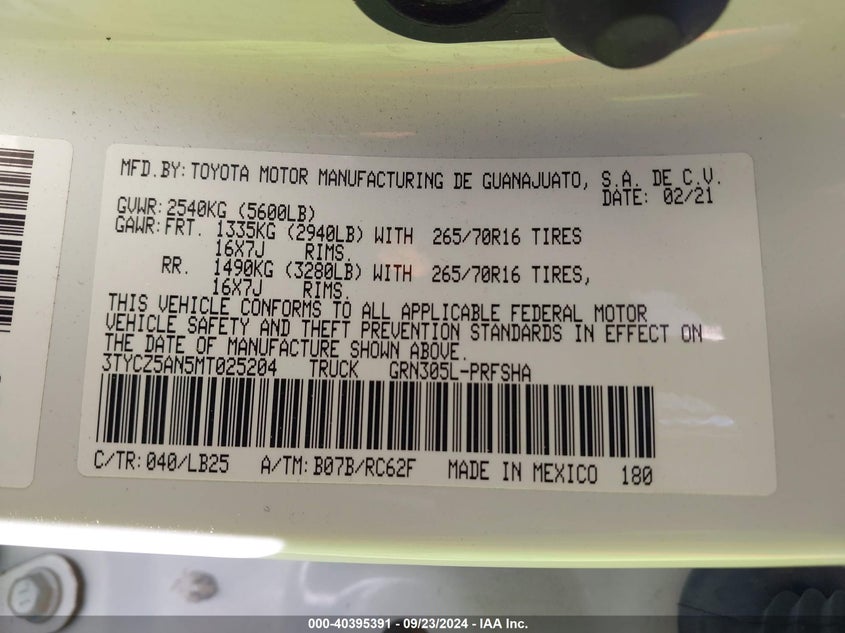 MFD.BY: TOYOTA MOTOR MANUFACTURING DE GUANAJUATO, S.A. DE C.V.
DATE: 02/21
GVWR: 2540KG (5600LB)
GAWR: FRT. 1335KG (2940LB) WITH 265/70R16 TIRES
16X7J RIMS.
RR. 1490KG (3280LB) WITH 265/70R16 TIRES,
16X7J RIMS.
THIS VEHICLE CONFORMS TO ALL APPLICABLE FEDERAL MOTOR
VEHICLE SAFETY AND THEFT PREVENTION STANDARDS IN EFFECT ON
THE DATE OF MANUFACTURE SHOWN ABOVE.
3TYCZ5AN5MT025204 TRUCK GRN305L-PRFSHA
C/TR: 040/LB25 A/TM: B07B/RC62F MADE IN MEXICO 180
000-40395391 - 09/23/2024 - IAA Inc.